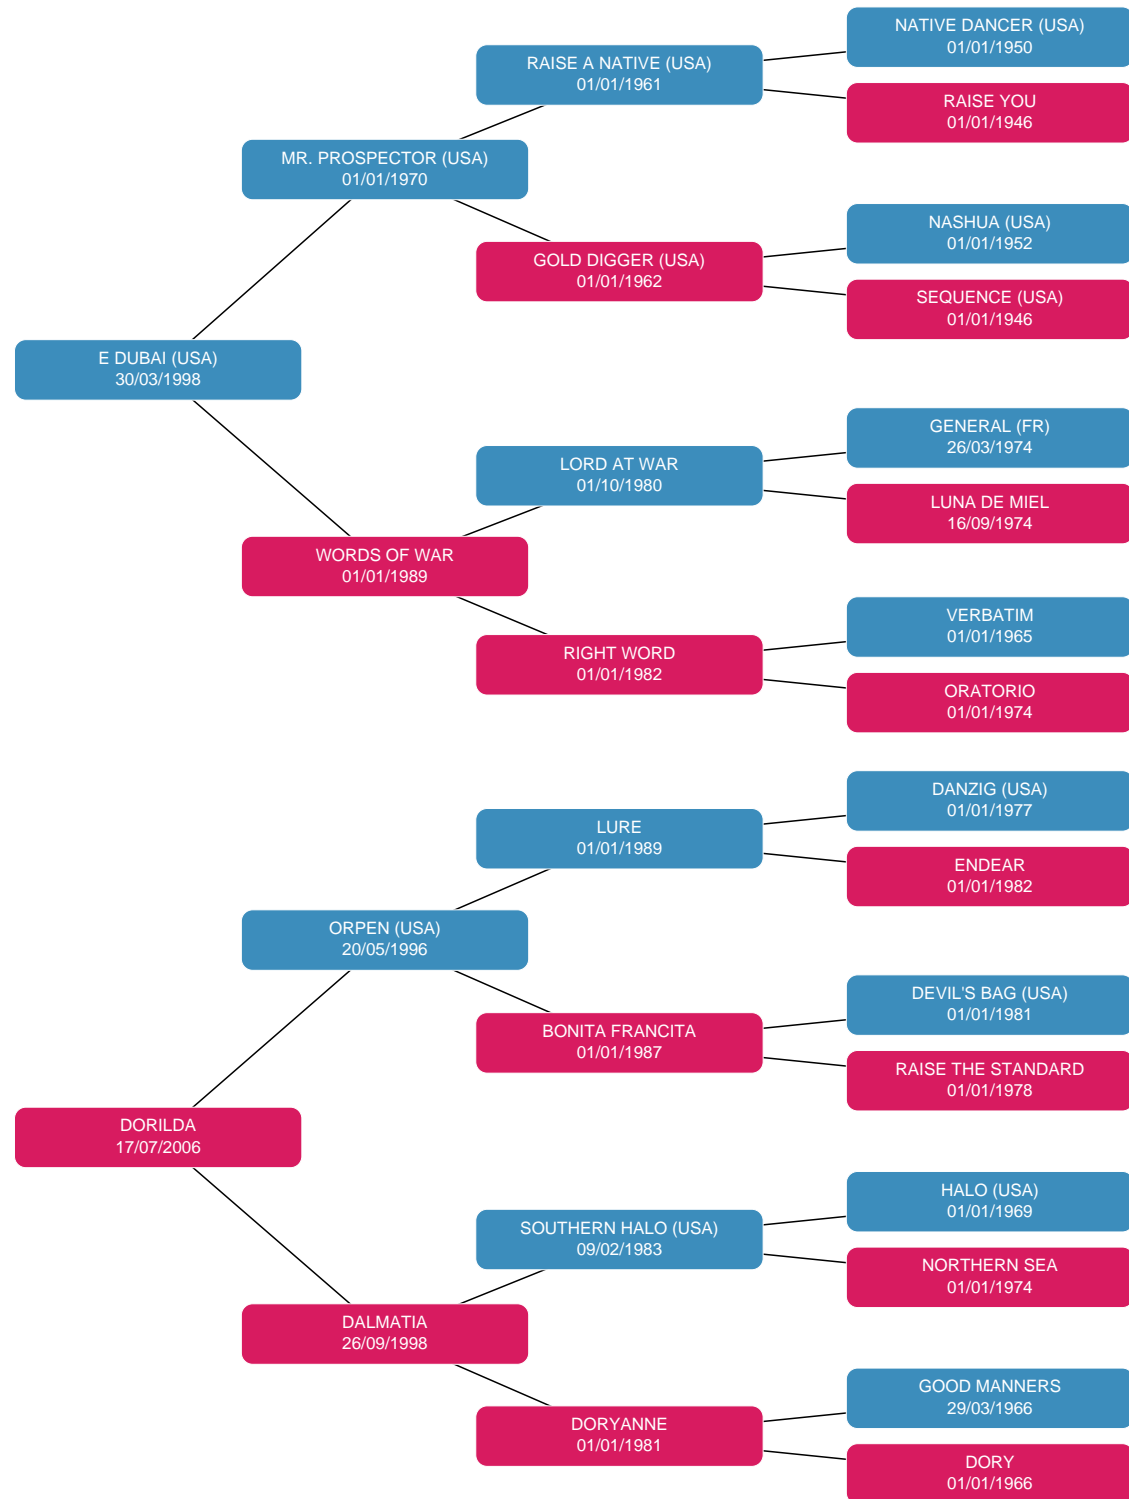 NATIVE DANCER (USA)
01/01/1950
RAISE A NATIVE (USA)
01/01/1961
RAISE YOU
01/01/1946
MR. PROSPECTOR (USA)
01/01/1970
NASHUA (USA)
01/01/1952
GOLD DIGGER (USA)
01/01/1962
SEQUENCE (USA)
01/01/1946
E DUBAI (USA)
30/03/1998
GENERAL (FR)
26/03/1974
LORD AT WAR
01/10/1980
LUNA DE MIEL
16/09/1974
WORDS OF WAR
01/01/1989
VERBATIM
01/01/1965
RIGHT WORD
01/01/1982
ORATORIO
01/01/1974
DANZIG (USA)
01/01/1977
LURE
01/01/1989
ENDEAR
01/01/1982
ORPEN (USA)
20/05/1996
DEVIL'S BAG (USA)
01/01/1981
BONITA FRANCITA
01/01/1987
RAISE THE STANDARD
01/01/1978
DORILDA
17/07/2006
HALO (USA)
01/01/1969
SOUTHERN HALO (USA)
09/02/1983
NORTHERN SEA
01/01/1974
DALMATIA
26/09/1998
GOOD MANNERS
29/03/1966
DORYANNE
01/01/1981
DORY
01/01/1966